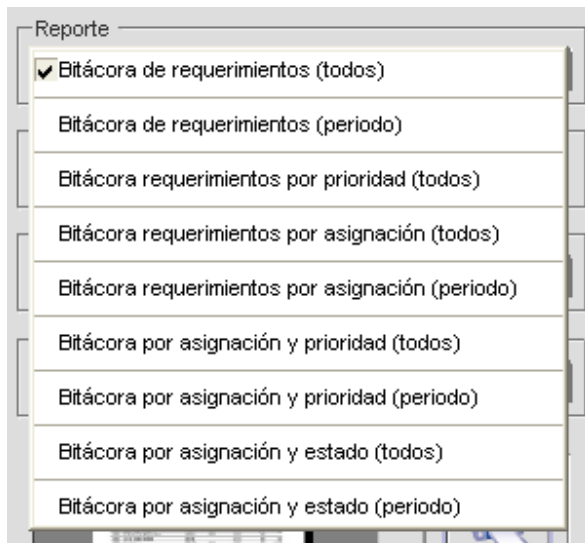 Reporte
Bitácora de requerimientos (todos)
Bitácora de requerimientos (periodo)
Bitácora requerimientos por prioridad (todos)
Bitácora requerimientos por asignación (todos)
Bitácora requerimientos por asignación (periodo)
Bitácora por asignación y prioridad (todos)
Bitácora por asignación y prioridad (periodo)
Bitácora por asignación y estado (todos)
Bitácora por asignación y estado (periodo)